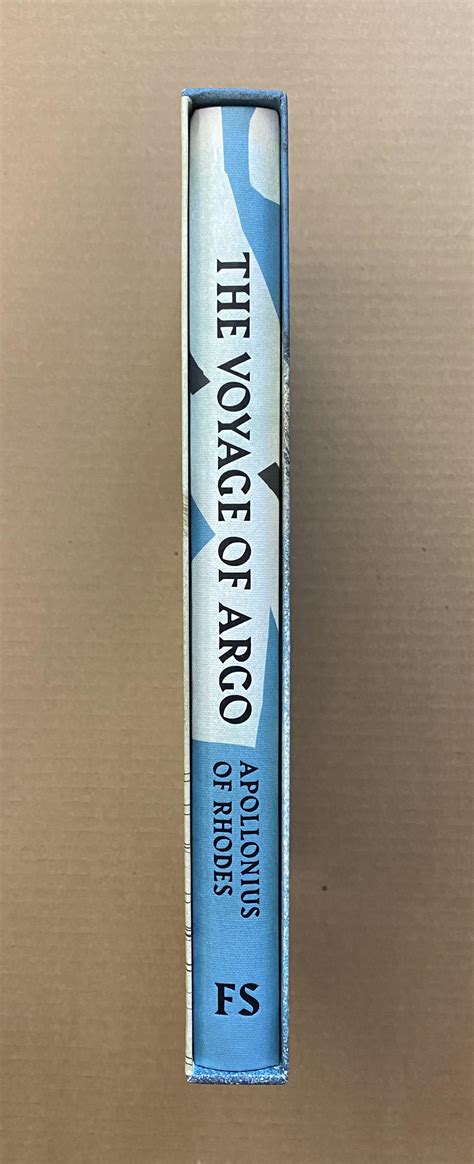 THE VOYAGE OF ARGO
APOLLONIUS
OF RHODES
FS